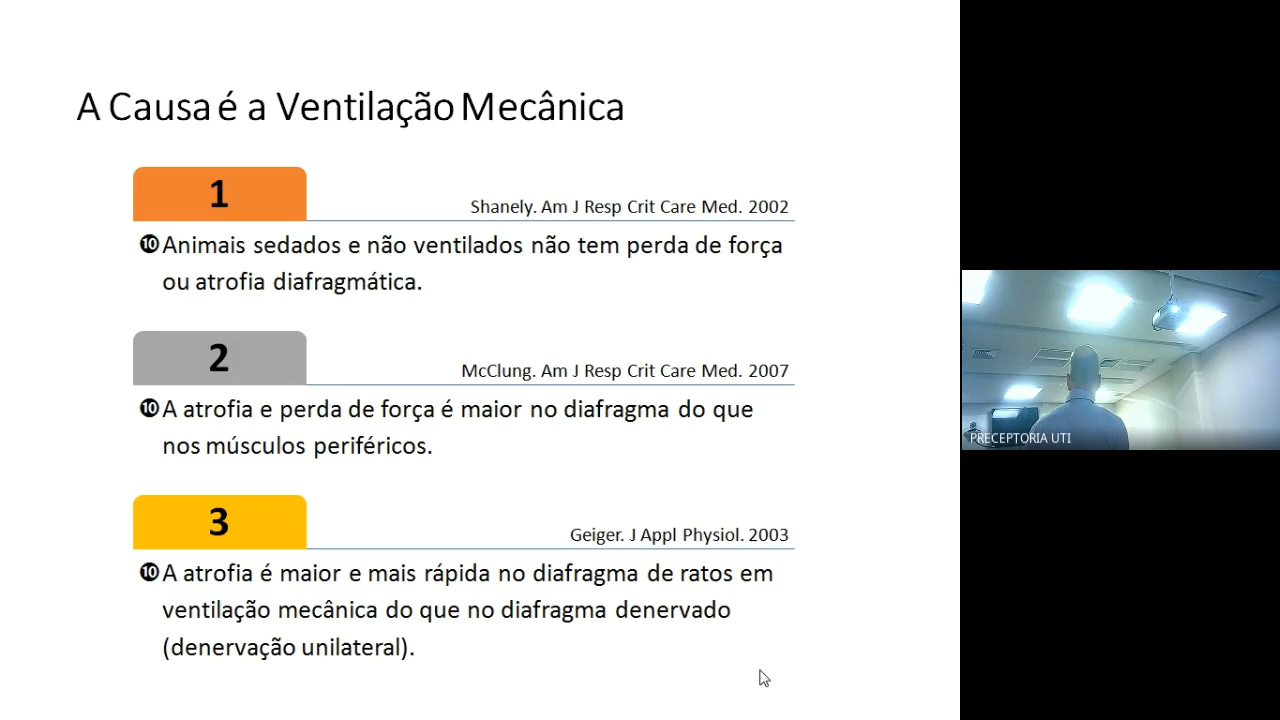 A Causa é a Ventilação Mecânica
1
Shanely. Am J Resp Crit Care Med. 2002
❿Animais sedados e não ventilados não tem perda de força
ou atrofia diafragmática.
2
McClung. Am J Resp Crit Care Med. 2007
❿A atrofia e perda de força é maior no diafragma do que
nos músculos periféricos.
3
Geiger. J Appl Physiol. 2003
❿A atrofia é maior e mais rápida no diafragma de ratos em
ventilação mecânica do que no diafragma denervado
(denervação unilateral).
PRECEPTORIA UTI